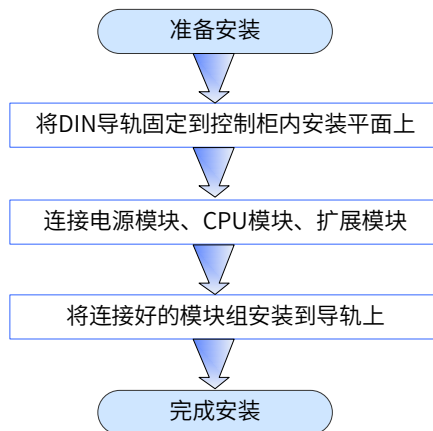 准备安装
将DIN导轨固定到控制柜内安装平面上
连接电源模块、CPU模块、扩展模块
将连接好的模块组安装到导轨上
完成安装